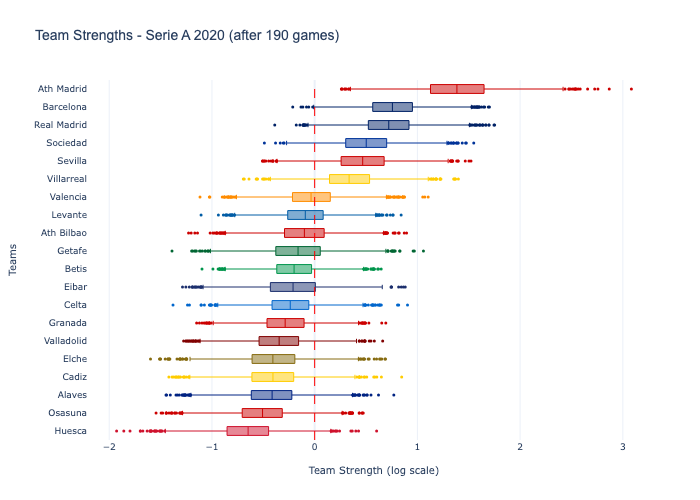 Team Strengths - Serie A 2020 (after 190 games)
Ath Madrid
Barcelona
Real Madrid
Sociedad
Sevilla
Villarreal
Valencia
Levante
Ath Bilbao
Getafe
Betis
Eibar
Celta
Granada
Valladolid
Elche
Cadiz
Alaves
Osasuna
Huesca
Teams
−2 −1 0 1 2 3
Team Strength (log scale)